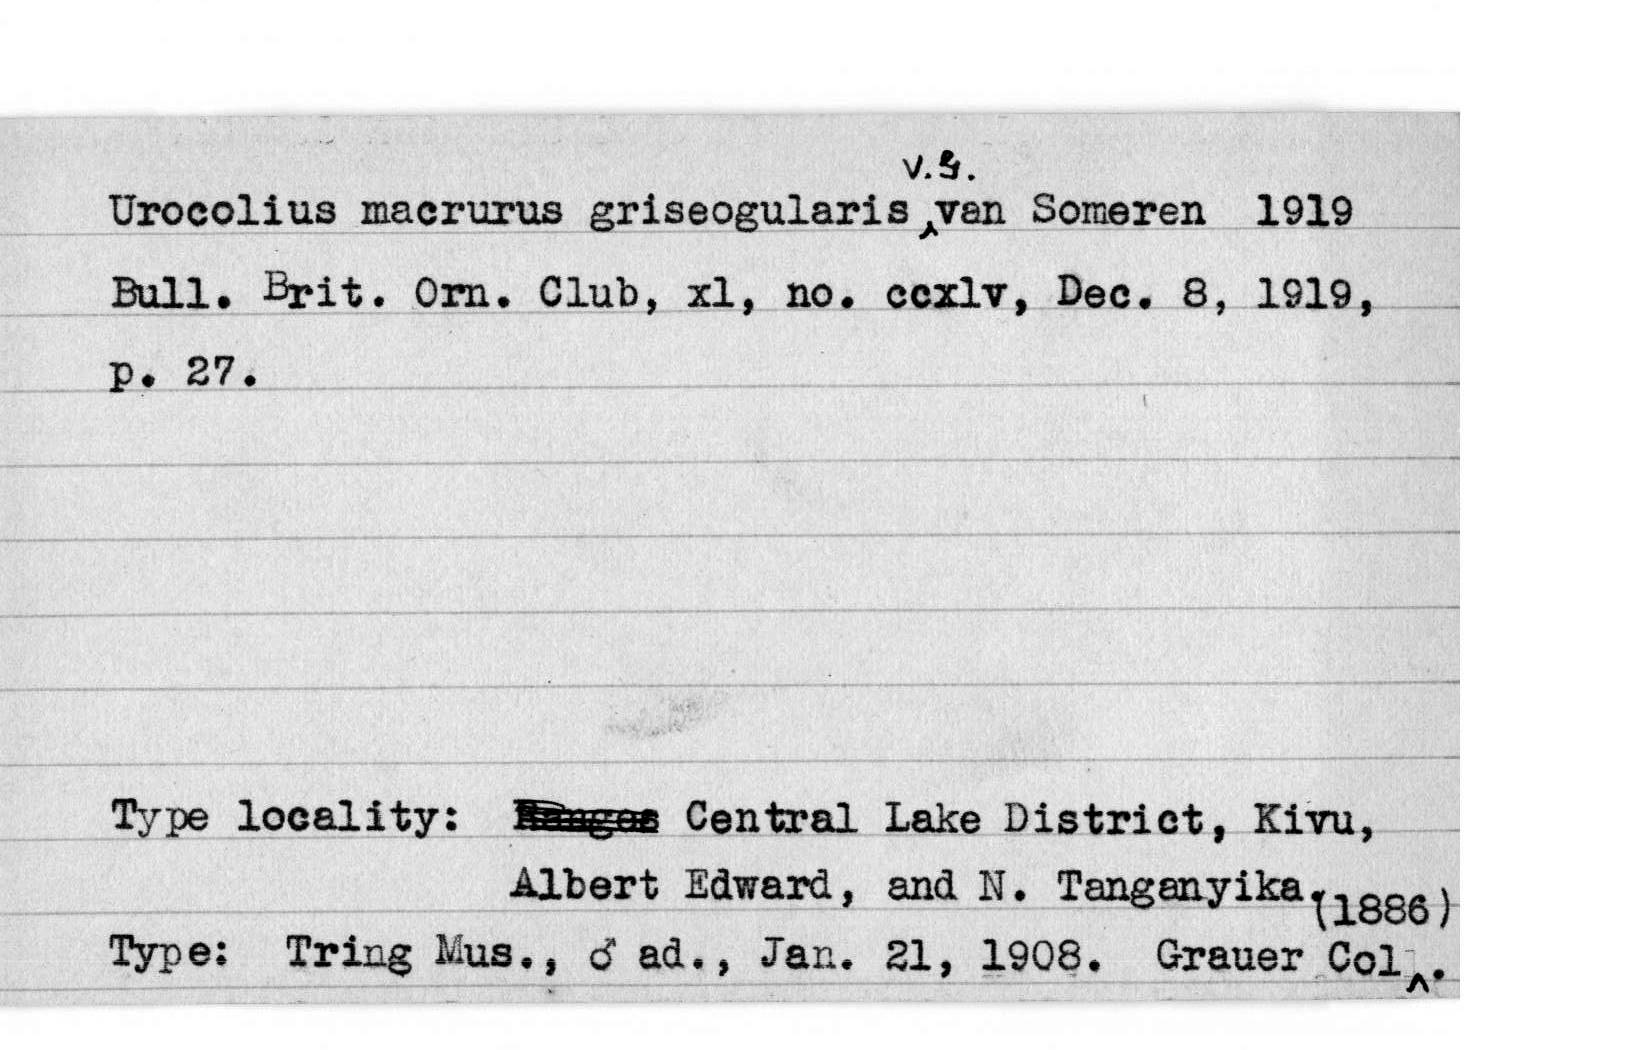 v.G.
Urocolius macrurus griseogularis ‸van Someren 1919
Bull. Brit. Orn. Club, xl, no. ccxlv, Dec. 8, 1919,
p. 27.
Type locality: Central Lake District, Kivu,
Albert Edward, and N. Tanganyika.
(1886)
Type: Tring Mus., ♂ ad., Jan. 21, 1908. Grauer Col‸.